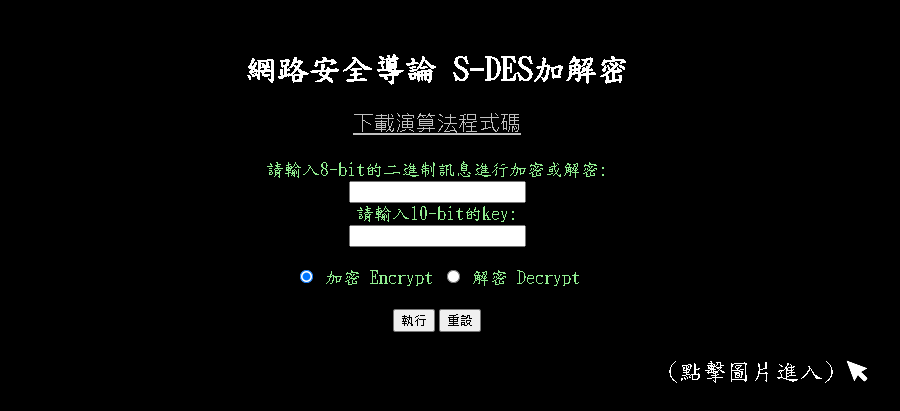 網路安全導論 S-DES加解密
下載演算法程式碼
請輸入8-bit的二進制訊息進行加密或解密:
請輸入10-bit的key:
加密 Encrypt 解密 Decrypt
執行 重設
(點擊圖片進入)